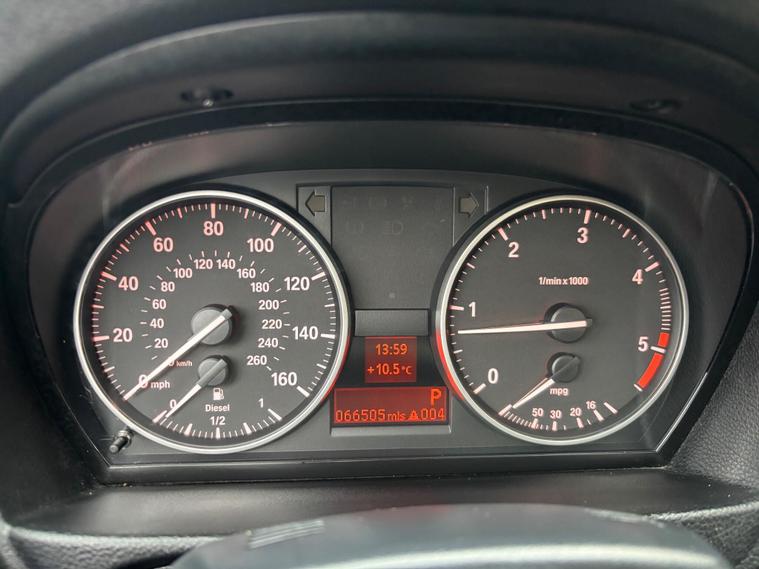 0 20 40 60 80 100 120 140 160
mph
20 40 60 80 100 120 140 160 180 200 220 240 260
km/h
0 1/2 1
Diesel
13:59
+10.5°C
P
066505 mls 004
0 1 2 3 4 5
1/min x 1000
mpg
50 30 20 16